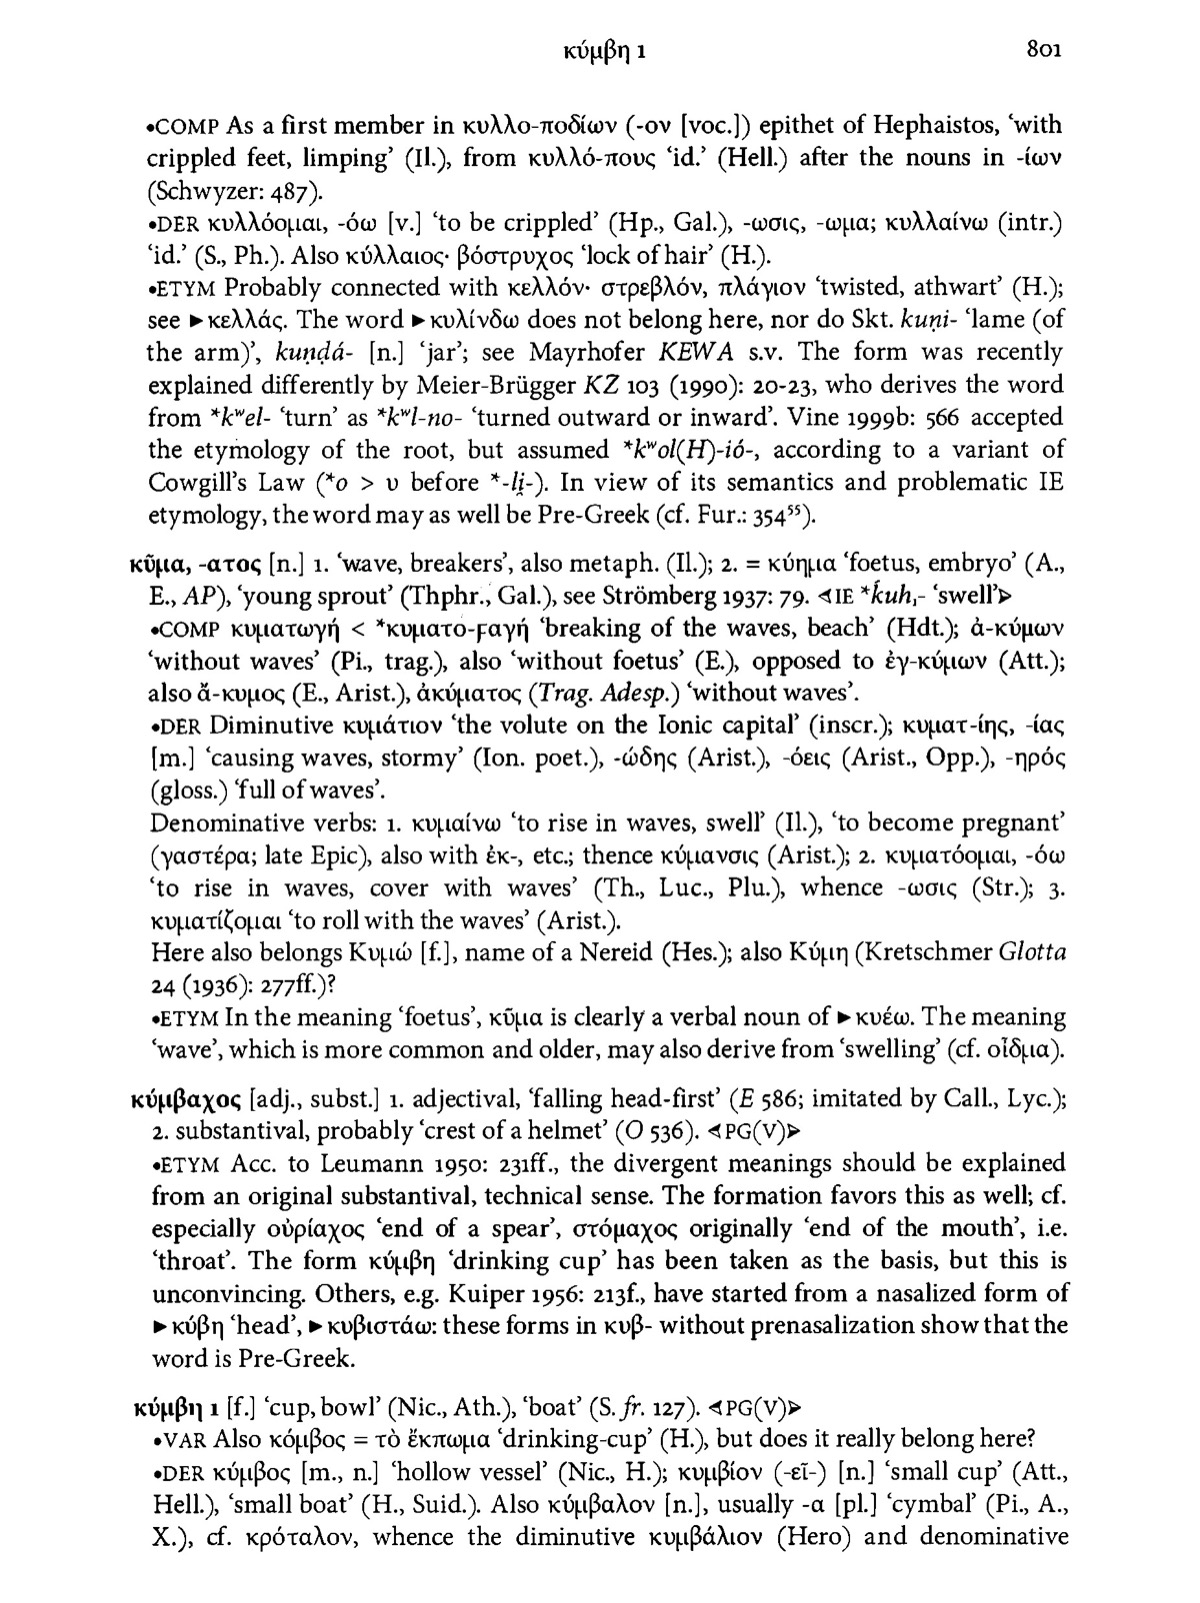 κύμβη 1 801
•COMP As a first member in κυλλο-ποδίων (-ον [voc.]) epithet of Hephaistos, ‘with
crippled feet, limping’ (Il.), from κυλλό-πους ‘id.’ (Hell.) after the nouns in -ίων
(Schwyzer: 487).
•DER κυλλόομαι, -όω [v.] ‘to be crippled’ (Hp., Gal.), -ωσις, -ωμα; κυλλαίνω (intr.)
‘id.’ (S., Ph.). Also κύλλαιος· βόστρυχος ‘lock of hair’ (H.).
•ETYM Probably connected with κελλόν· στρεβλόν, πλάγιον ‘twisted, athwart’ (H.);
see ►κελλάς. The word ►κυλίνδω does not belong here, nor do Skt. kuṇi- ‘lame (of
the arm)’, kuṇḍá- [n.] ‘jar’; see Mayrhofer KEWA s.v. The form was recently
explained differently by Meier-Brügger KZ 103 (1990): 20-23, who derives the word
from *kʷel- ‘turn’ as *kʷl-no- ‘turned outward or inward’. Vine 1999b: 566 accepted
the etymology of the root, but assumed *kʷol(H)-ió-, according to a variant of
Cowgill’s Law (*o > υ before *-li̯-). In view of its semantics and problematic IE
etymology, the word may as well be Pre-Greek (cf. Fur.: 354⁵⁵).
κῦμα, -ατος [n.] 1. ‘wave, breakers’, also metaph. (Il.); 2. = κύημα ‘foetus, embryo’ (A.,
E., AP), ‘young sprout’ (Thphr., Gal.), see Strömberg 1937: 79. ⊲IE *ḱuh₁- ‘swell’⊳
•COMP κυματωγή < *κυματο-ϝαγή ‘breaking of the waves, beach’ (Hdt.); ἀ-κύμων
‘without waves’ (Pi., trag.), also ‘without foetus’ (E.), opposed to ἐγ-κύμων (Att.);
also ἄ-κυμος (E., Arist.), ἀκύματος (Trag. Adesp.) ‘without waves’.
•DER Diminutive κυμάτιον ‘the volute on the Ionic capital’ (inscr.); κυματ-ίης, -ίας
[m.] ‘causing waves, stormy’ (Ion. poet.), -ώδης (Arist.), -όεις (Arist., Opp.), -ηρός
(gloss.) ‘full of waves’.
Denominative verbs: 1. κυμαίνω ‘to rise in waves, swell’ (Il.), ‘to become pregnant’
(γαστέρα; late Epic), also with ἐκ-, etc.; thence κύμανσις (Arist.); 2. κυματόομαι, -όω
‘to rise in waves, cover with waves’ (Th., Luc., Plu.), whence -ωσις (Str.); 3.
κυματίζομαι ‘to roll with the waves’ (Arist.).
Here also belongs Κυμώ [f.], name of a Nereid (Hes.); also Κύμη (Kretschmer Glotta
24 (1936): 277ff.)?
•ETYM In the meaning ‘foetus’, κῦμα is clearly a verbal noun of ►κυέω. The meaning
‘wave’, which is more common and older, may also derive from ‘swelling’ (cf. οἶδμα).
κύμβαχος [adj., subst.] 1. adjectival, ‘falling head-first’ (E 586; imitated by Call., Lyc.);
2. substantival, probably ‘crest of a helmet’ (O 536). ⊲PG(V)⊳
•ETYM Acc. to Leumann 1950: 231ff., the divergent meanings should be explained
from an original substantival, technical sense. The formation favors this as well; cf.
especially οὐρίαχος ‘end of a spear’, στόμαχος originally ‘end of the mouth’, i.e.
‘throat’. The form κύμβη ‘drinking cup’ has been taken as the basis, but this is
unconvincing. Others, e.g. Kuiper 1956: 213f., have started from a nasalized form of
►κύβη ‘head’, ►κυβιστάω: these forms in κυβ- without prenasalization show that the
word is Pre-Greek.
κύμβη 1 [f.] ‘cup, bowl’ (Nic., Ath.), ‘boat’ (S. fr. 127). ⊲PG(V)⊳
•VAR Also κόμβος = τὸ ἔκπωμα ‘drinking-cup’ (H.), but does it really belong here?
•DER κύμβος [m., n.] ‘hollow vessel’ (Nic., H.); κυμβίον (-εῖ-) [n.] ‘small cup’ (Att.,
Hell.), ‘small boat’ (H., Suid.). Also κύμβαλον [n.], usually -α [pl.] ‘cymbal’ (Pi., A.,
X.), cf. κρόταλον, whence the diminutive κυμβάλιον (Hero) and denominative